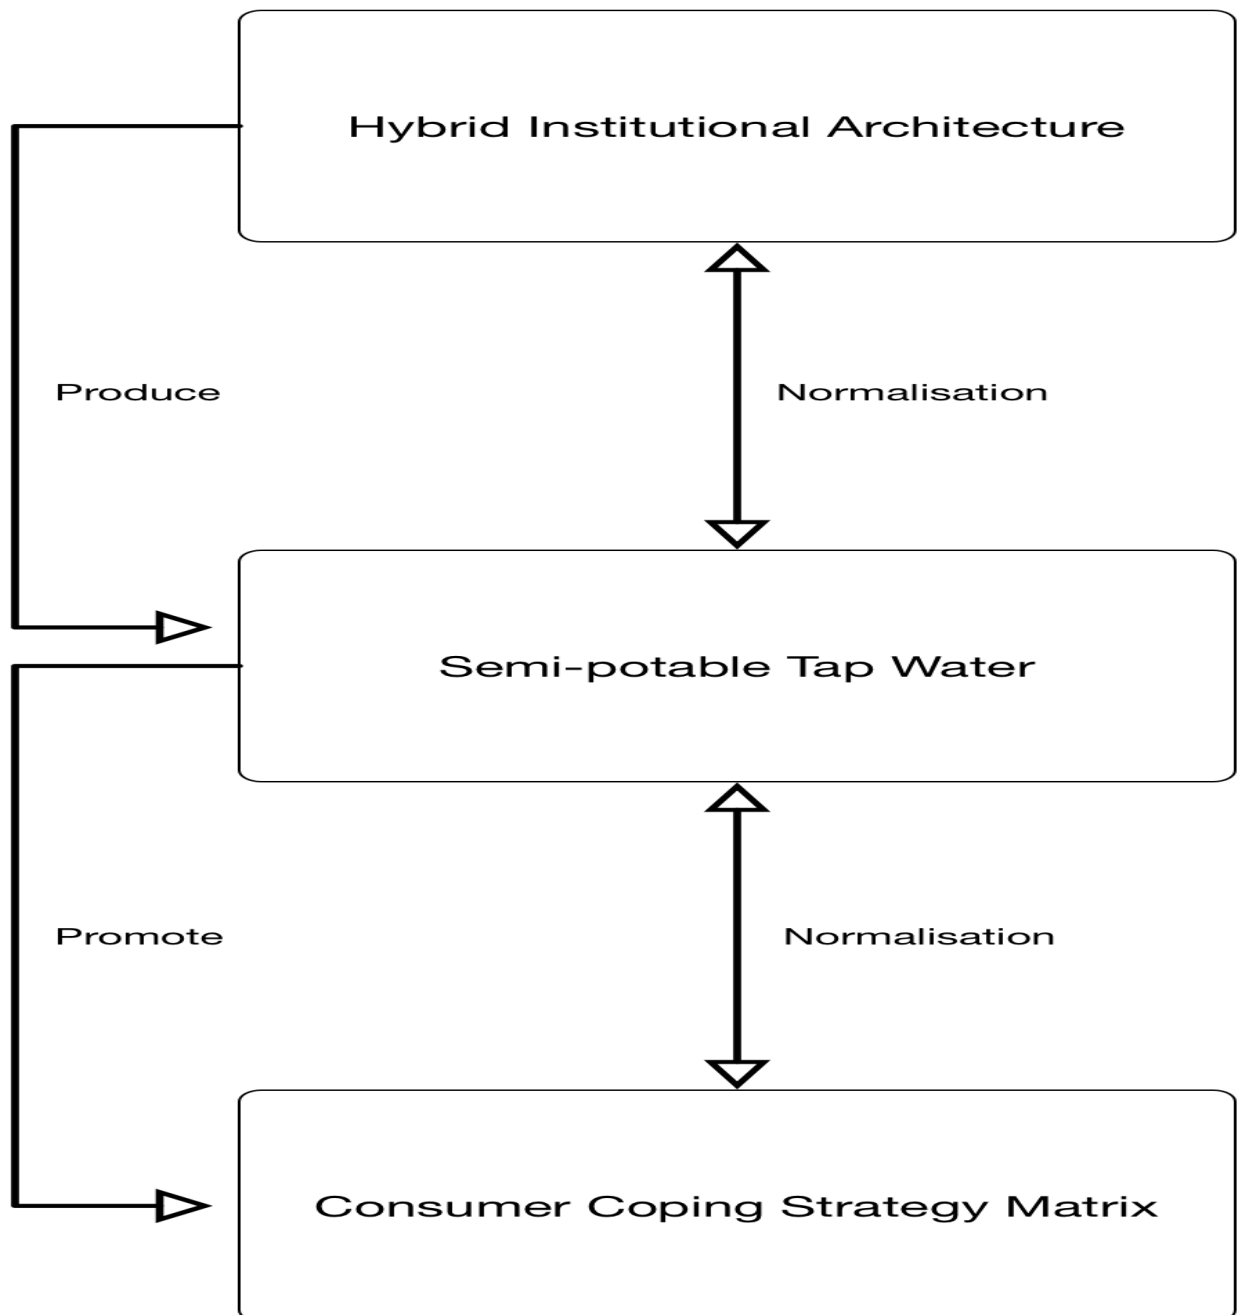 Hybrid Institutional Architecture
Produce
Normalisation
Semi-potable Tap Water
Promote
Normalisation
Consumer Coping Strategy Matrix